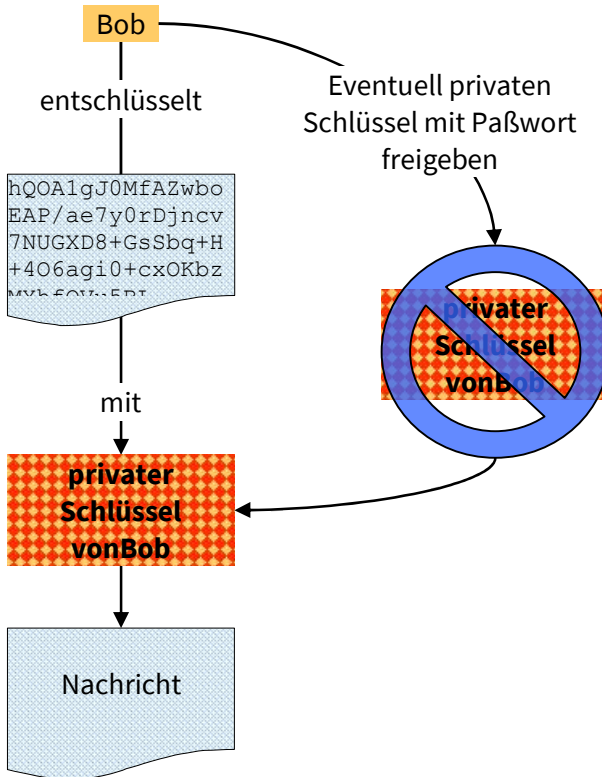 Bob
entschlüsselt
Eventuell privaten
Schlüssel mit Paßwort
freigeben
hQOA1gJ0MfAZwbo
EAP/ae7y0rDjncv
7NUGXD8+GsSbq+H
+4O6agi0+cxOKbz
privater
Schlüssel
vonBob
mit
privater
Schlüssel
vonBob
Nachricht